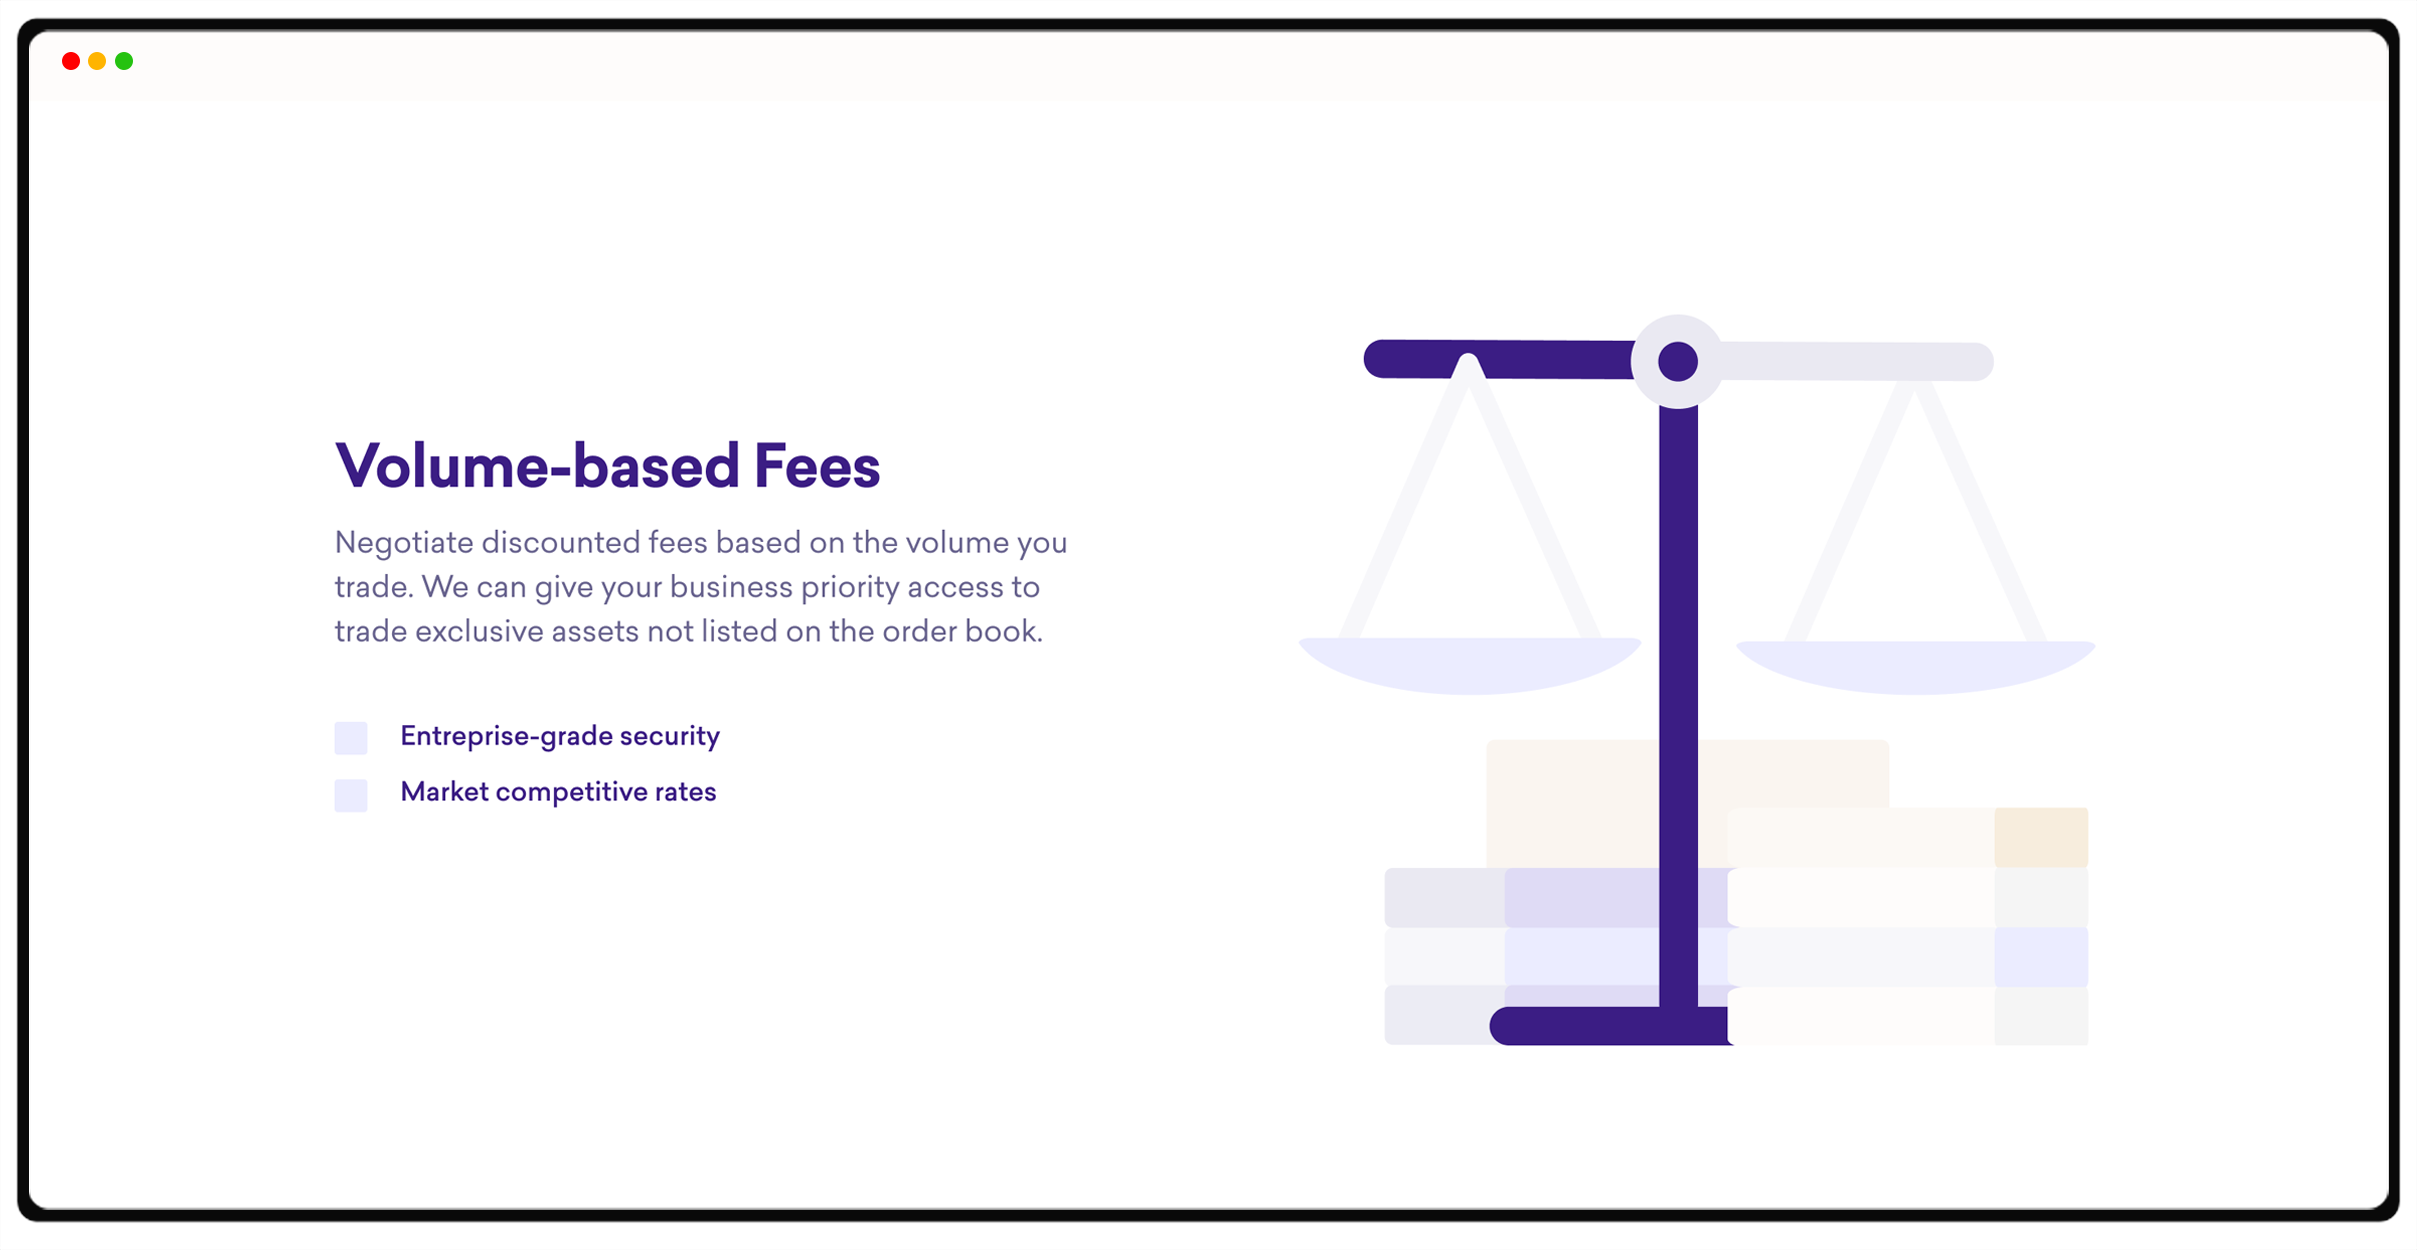 Volume-based Fees
Negotiate discounted fees based on the volume you
trade. We can give your business priority access to
trade exclusive assets not listed on the order book.
Entreprise-grade security
Market competitive rates